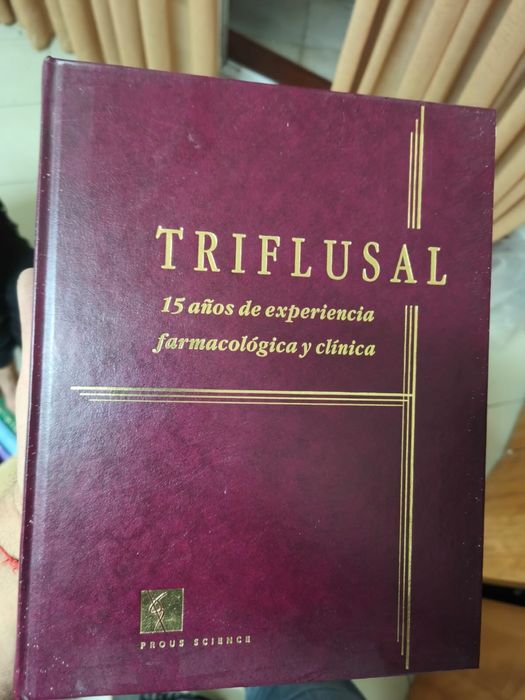 TRIFLUSAL
15 años de experiencia
farmacológica y clínica
PROUS SCIENCE